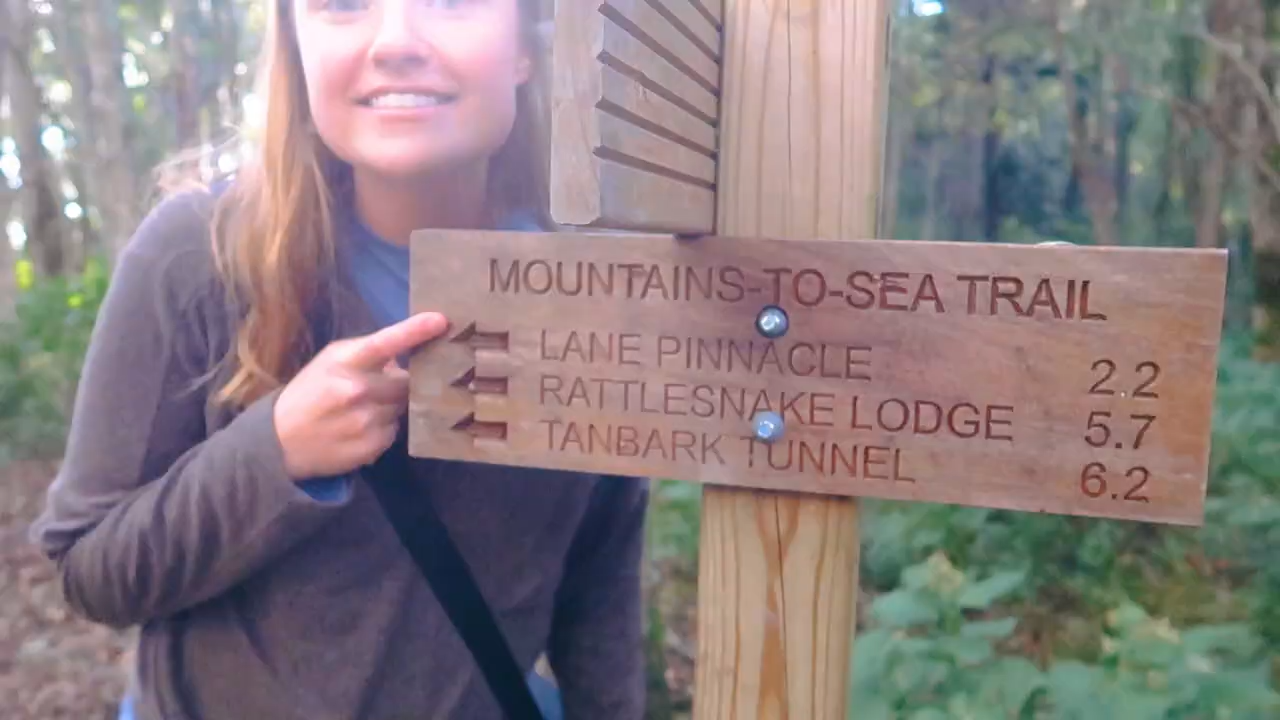 MOUNTAINS-TO-SEA TRAIL
LANE PINNACLE 2.2
RATTLESNAKE LODGE 5.7
TANBARK TUNNEL 6.2